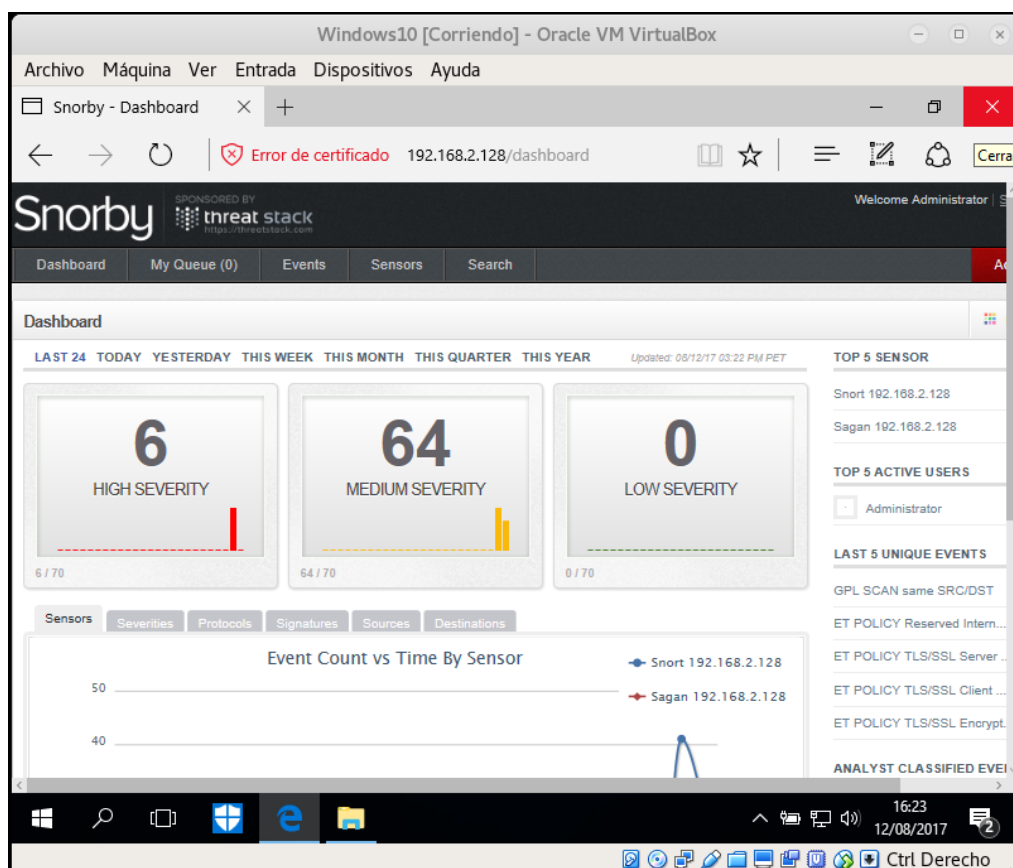 Windows10 [Corriendo] - Oracle VM VirtualBox
Archivo Máquina Ver Entrada Dispositivos Ayuda
Snorby - Dashboard
Error de certificado 192.168.2.128/dashboard
Cerra
Snorby SPONSORED BY threat stack https://threatstack.com
Welcome Administrator | S
Dashboard My Queue (0) Events Sensors Search
Dashboard
LAST 24 TODAY YESTERDAY THIS WEEK THIS MONTH THIS QUARTER THIS YEAR Updated: 08/12/17 03:22 PM PET
6
HIGH SEVERITY
6 / 70
64
MEDIUM SEVERITY
64 / 70
0
LOW SEVERITY
0 / 70
TOP 5 SENSOR
Snort 192.168.2.128
Sagan 192.168.2.128
TOP 5 ACTIVE USERS
Administrator
LAST 5 UNIQUE EVENTS
GPL SCAN same SRC/DST
ET POLICY Reserved Intern...
ET POLICY TLS/SSL Server ..
ET POLICY TLS/SSL Client ...
ET POLICY TLS/SSL Encrypt.
ANALYST CLASSIFIED EVE
Sensors Severities Protocols Signatures Sources Destinations
Event Count vs Time By Sensor
Snort 192.168.2.128
Sagan 192.168.2.128
50
40
16:23
12/08/2017
2
Ctrl Derecho